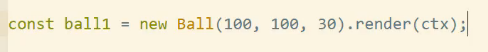 const ball1 = new Ball(100, 100, 30).render(ctx);